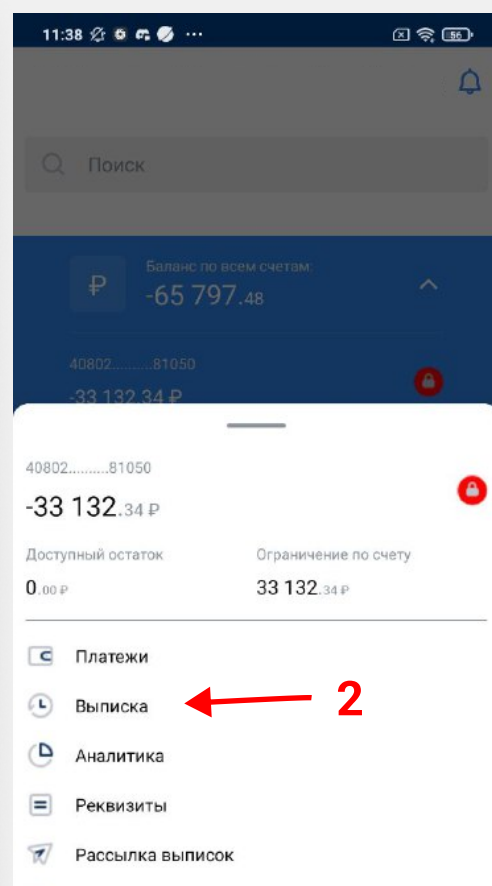 11:38 ... 56
Поиск
Баланс по всем счетам:
₽ -65 797.48
40802..........81050
-33 132.34 ₽
40802..........81050
-33 132.34 ₽
Доступный остаток Ограничение по счету
0.00 ₽ 33 132.34 ₽
Платежи
Выписка 2
Аналитика
Реквизиты
Рассылка выписок